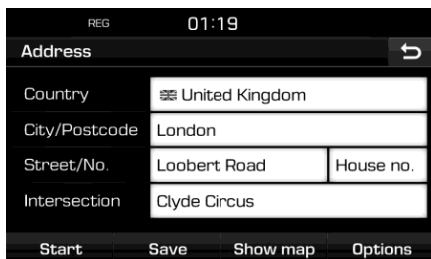 REG 01:19
Address
Country United Kingdom
City/Postcode London
Street/No. Loobert Road House no.
Intersection Clyde Circus
Start Save Show map Options